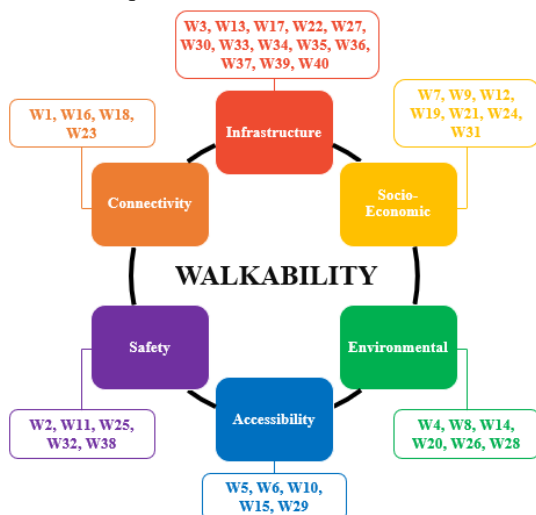 W3, W13, W17, W22, W27,
W30, W33, W34, W35, W36,
W37, W39, W40
W1, W16, W18,
W23
W7, W9, W12,
W19, W21, W24,
W31
Infrastructure
Connectivity
Socio-
Economic
WALKABILITY
Safety
Environmental
Accessibility
W2, W11, W25,
W32, W38
W4, W8, W14,
W20, W26, W28
W5, W6, W10,
W15, W29